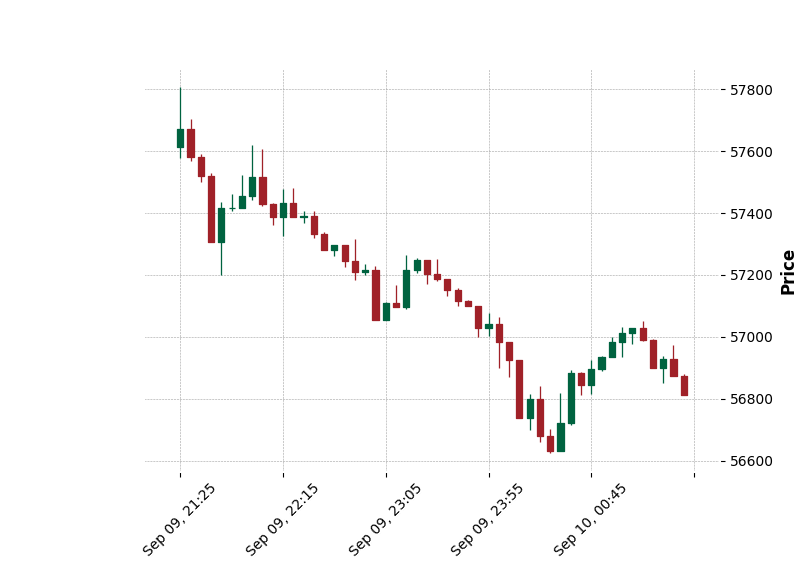 57800
57600
57400
57200
57000
56800
56600
Price
Sep 09, 21:25
Sep 09, 22:15
Sep 09, 23:05
Sep 09, 23:55
Sep 10, 00:45